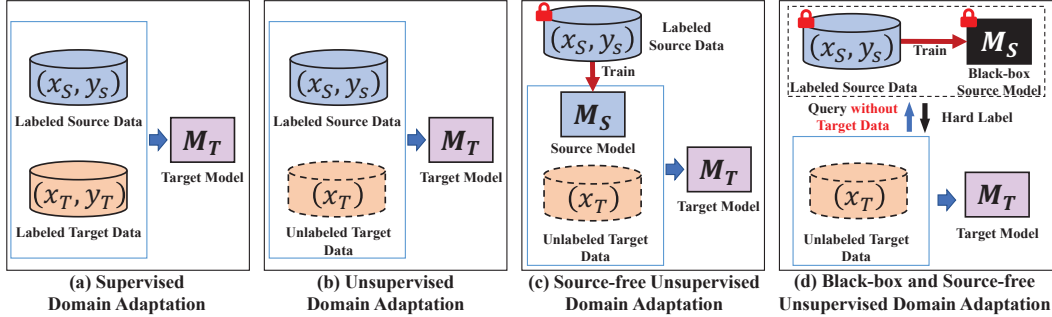 (x_S, y_s)
Labeled Source Data
(x_T, y_T)
Labeled Target Data
M_T
Target Model
(a) Supervised
Domain Adaptation
(x_S, y_s)
Labeled Source Data
(x_T)
Unlabeled Target
Data
M_T
Target Model
(b) Unsupervised
Domain Adaptation
(x_S, y_s)
Labeled
Source Data
Train
M_S
Source Model
(x_T)
Unlabeled Target
Data
M_T
Target Model
(c) Source-free Unsupervised
Domain Adaptation
(x_S, y_s)
Labeled Source Data
Train
M_S
Black-box
Source Model
Query without
Target Data
Hard Label
(x_T)
Unlabeled Target
Data
M_T
Target Model
(d) Black-box and Source-free
Unsupervised Domain Adaptation